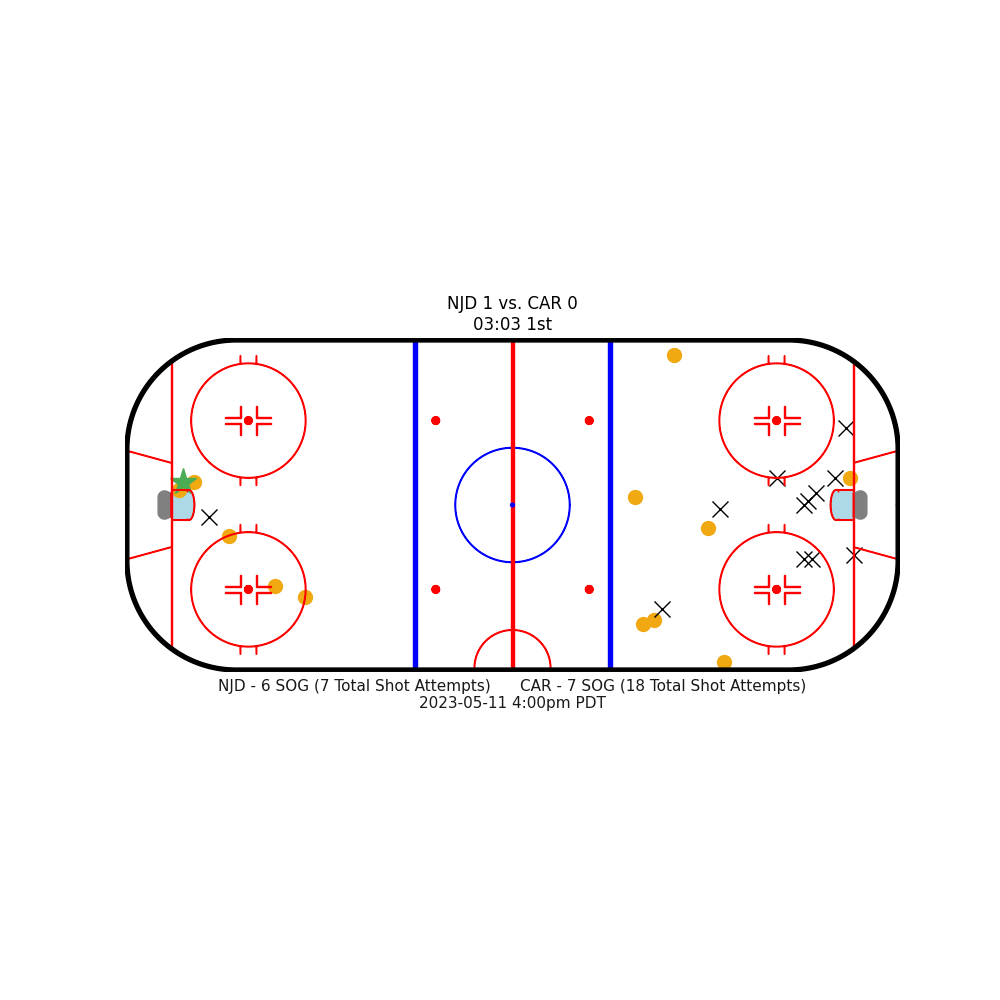 NJD 1 vs. CAR 0
03:03 1st
NJD - 6 SOG (7 Total Shot Attempts) CAR - 7 SOG (18 Total Shot Attempts)
2023-05-11 4:00pm PDT